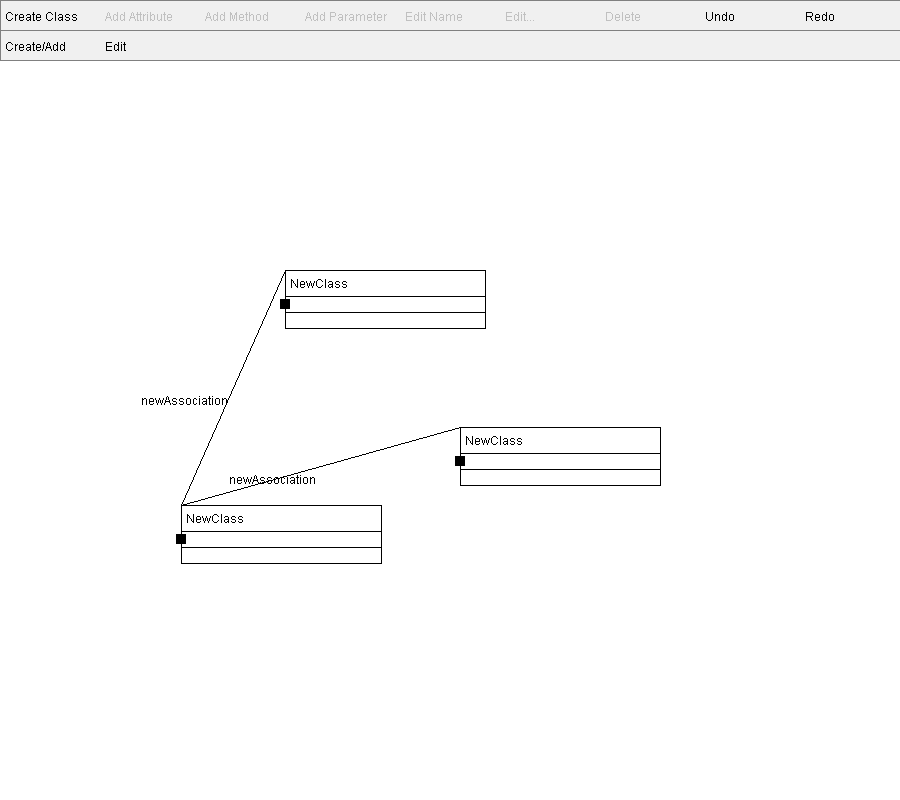 Create Class Add Attribute Add Method Add Parameter Edit Name Edit... Delete Undo Redo
Create/Add Edit
NewClass
newAssociation
NewClass
newAssociation
NewClass